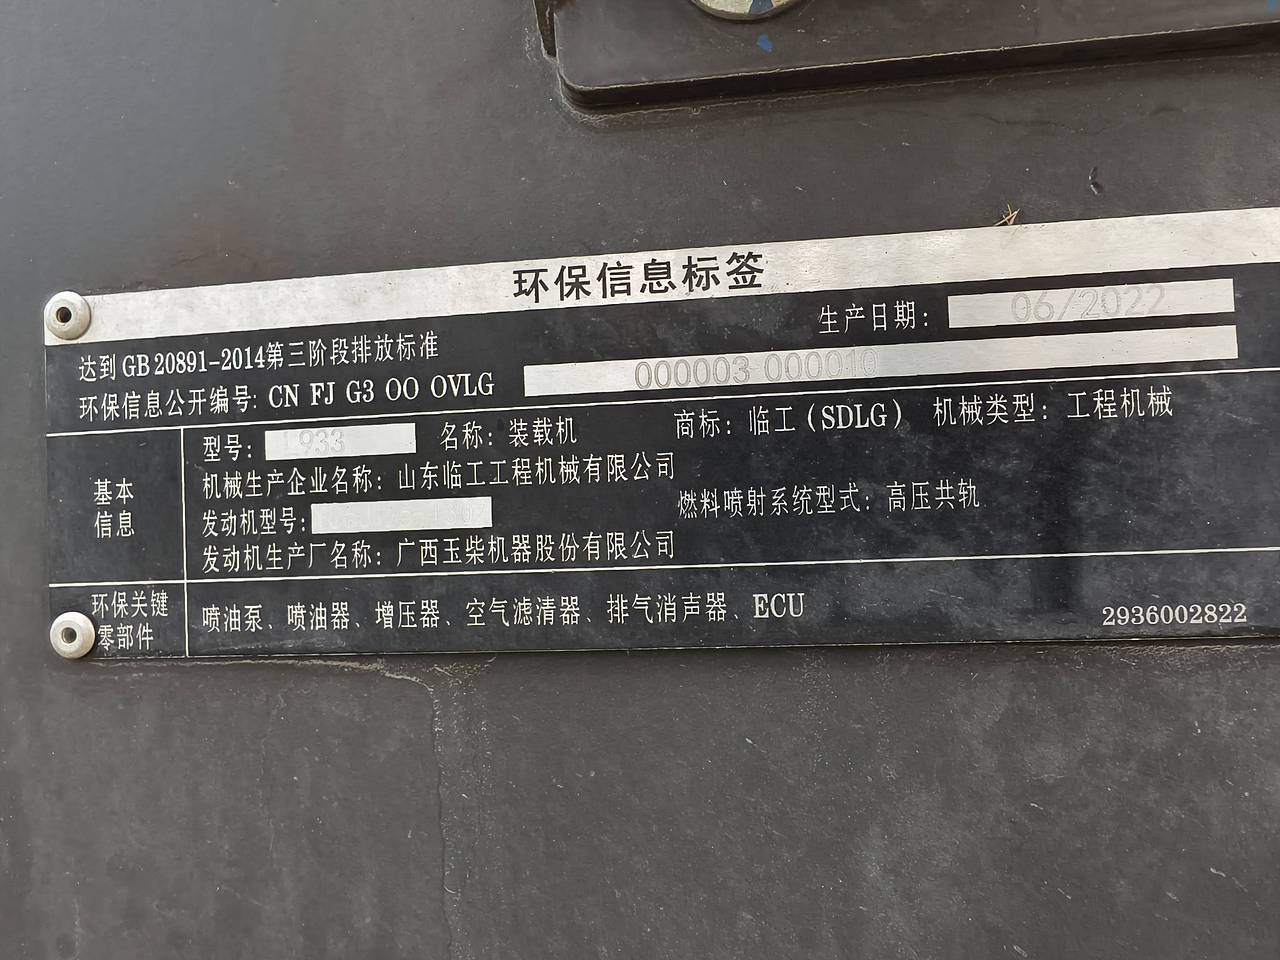 环保信息标签
生产日期: 06/2022
达到 GB 20891-2014第三阶段排放标准
环保信息公开编号: CN FJ G3 OO OVLG 000003 000010
基本信息
型号: L933 名称: 装载机 商标: 临工(SDLG) 机械类型: 工程机械
机械生产企业名称: 山东临工工程机械有限公司
发动机型号: 燃料喷射系统型式: 高压共轨
发动机生产厂名称: 广西玉柴机器股份有限公司
环保关键零部件
喷油泵、喷油器、增压器、空气滤清器、排气消声器、ECU
2936002822